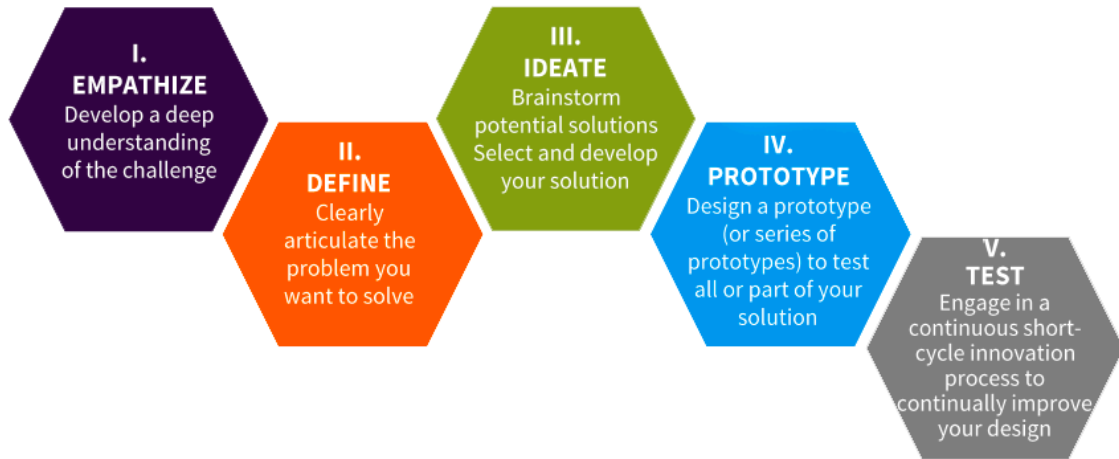 I.
EMPATHIZE
Develop a deep
understanding
of the challenge
II.
DEFINE
Clearly
articulate the
problem you
want to solve
III.
IDEATE
Brainstorm
potential solutions
Select and develop
your solution
IV.
PROTOTYPE
Design a prototype
(or series of
prototypes) to test
all or part of your
solution
V.
TEST
Engage in a
continuous short-
cycle innovation
process to
continually improve
your design